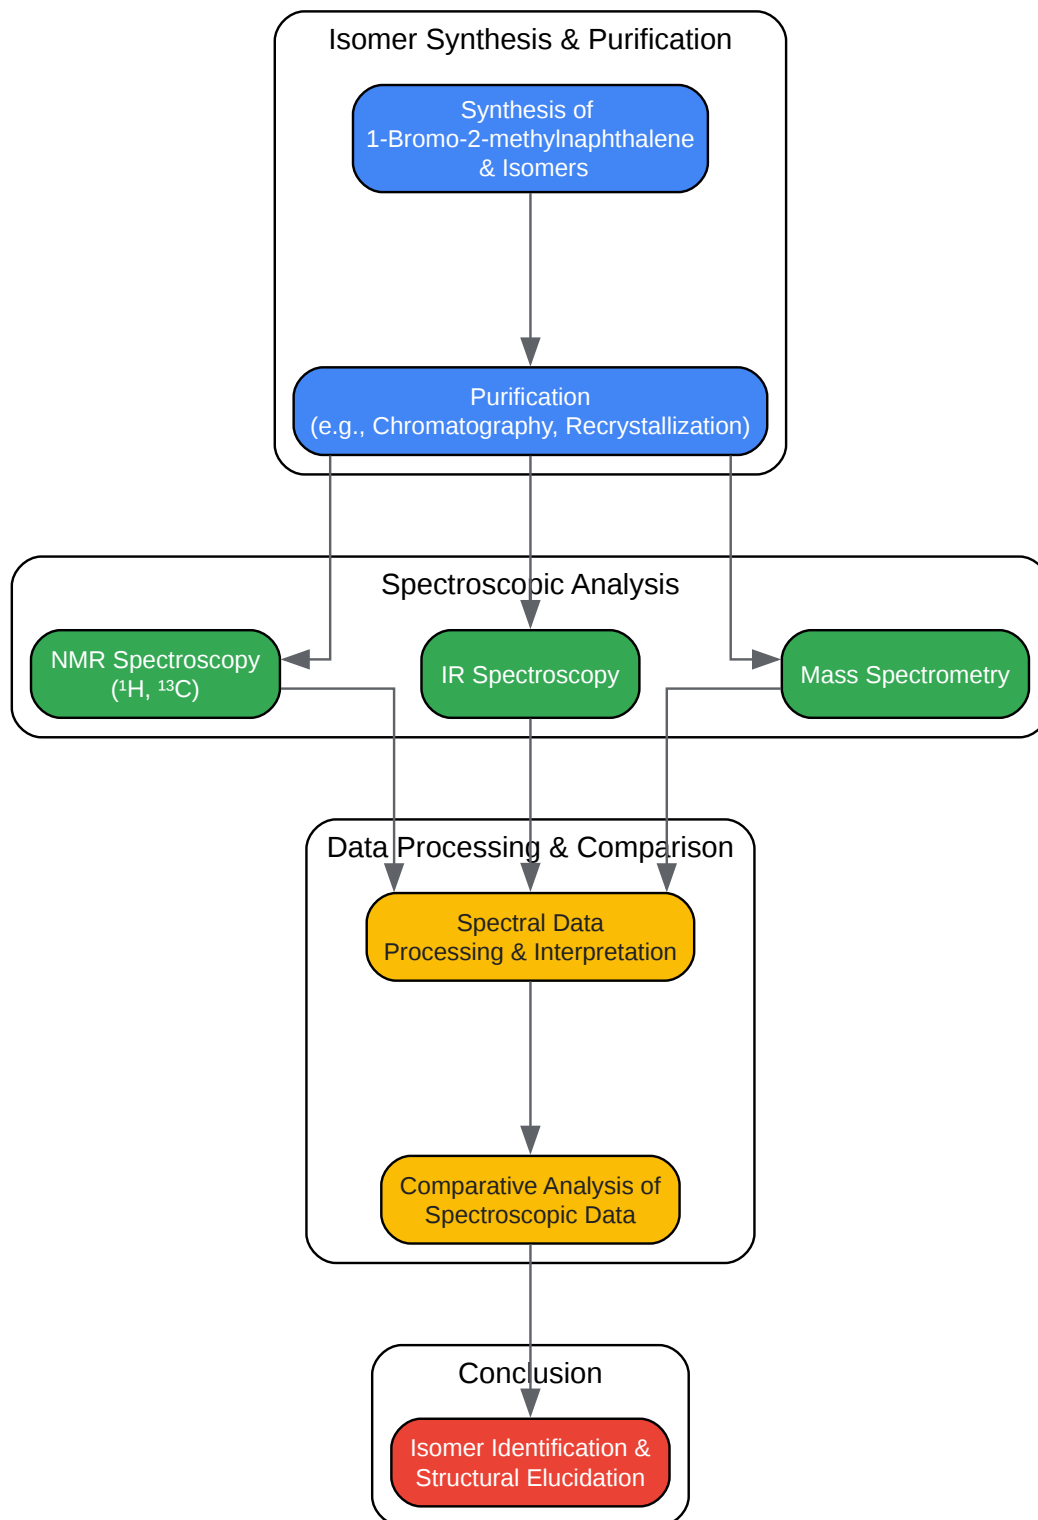 Isomer Synthesis & Purification
Synthesis of
1-Bromo-2-methylnaphthalene
& Isomers
Purification
(e.g., Chromatography, Recrystallization)
Spectroscopic Analysis
NMR Spectroscopy
(¹H, ¹³C)
IR Spectroscopy
Mass Spectrometry
Data Processing & Comparison
Spectral Data
Processing & Interpretation
Comparative Analysis of
Spectroscopic Data
Conclusion
Isomer Identification &
Structural Elucidation